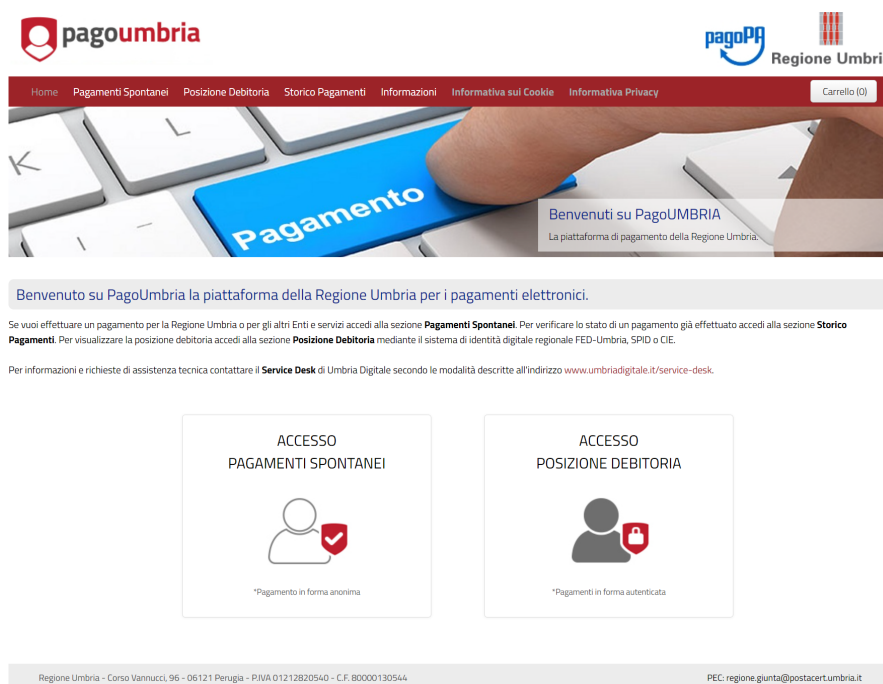 pagoumbria
pagoPA
Regione Umbri
Home Pagamenti Spontanei Posizione Debitoria Storico Pagamenti Informazioni Informativa sui Cookie Informativa Privacy Carrello (0)
K L
Pagamento
Benvenuti su PagoUMBRIA
La piattaforma di pagamento della Regione Umbria.
Benvenuto su PagoUmbria la piattaforma della Regione Umbria per i pagamenti elettronici.
Se vuoi effettuare un pagamento per la Regione Umbria o per gli altri Enti e servizi accedi alla sezione Pagamenti Spontanei. Per verificare lo stato di un pagamento già effettuato accedi alla sezione Storico
Pagamenti. Per visualizzare la posizione debitoria accedi alla sezione Posizione Debitoria mediante il sistema di identità digitale regionale FED-Umbria, SPID o CIE.
Per informazioni e richieste di assistenza tecnica contattare il Service Desk di Umbria Digitale secondo le modalità descritte all'indirizzo www.umbriadigitale.it/service-desk.
ACCESSO
PAGAMENTI SPONTANEI
*Pagamento in forma anonima
ACCESSO
POSIZIONE DEBITORIA
*Pagamenti in forma autenticata
Regione Umbria - Corso Vannucci, 96 - 06121 Perugia - P.IVA 01212820540 - C.F. 80000130544
PEC: regione.giunta@postacert.umbria.it